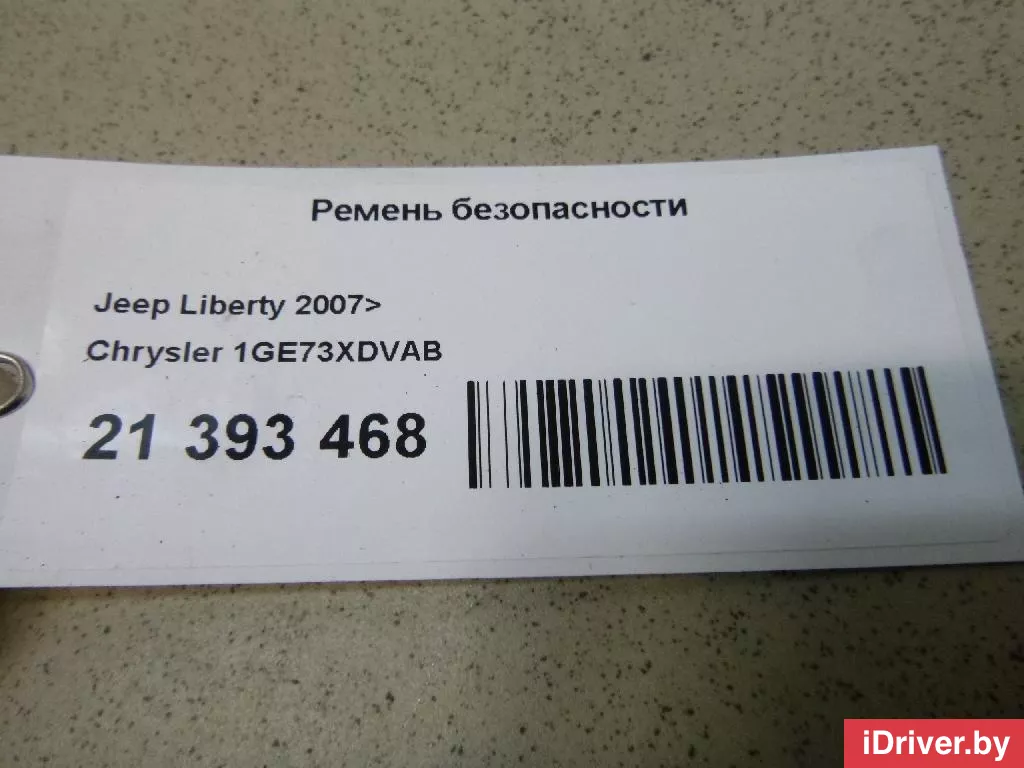 Ремень безопасности
Jeep Liberty 2007>
Chrysler 1GE73XDVAB
21 393 468
iDriver.by